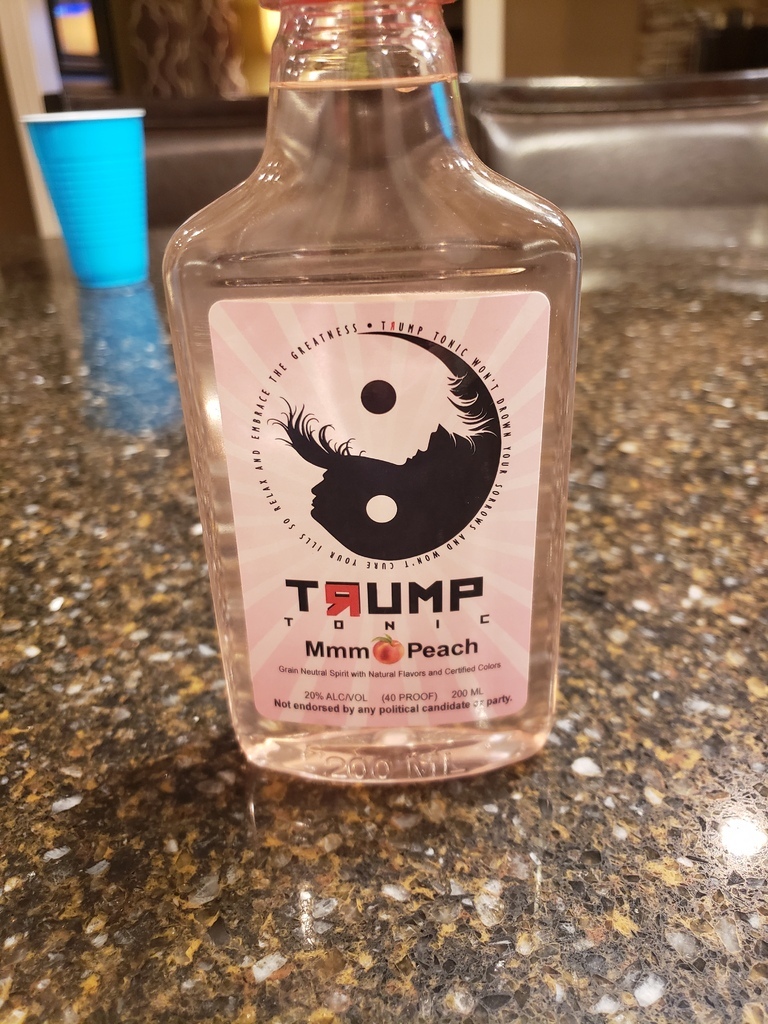 • TЯUMP TONIC WON'T DROWN YOUR SORROWS AND WON'T CURE YOUR ILLS SO RELAX AND EMBRACE THE GREATNESS
TЯUMP
TONIC
Mmm Peach
Grain Neutral Spirit with Natural Flavors and Certified Colors
20% ALC/VOL (40 PROOF) 200 ML
Not endorsed by any political candidate or party.
200 ML